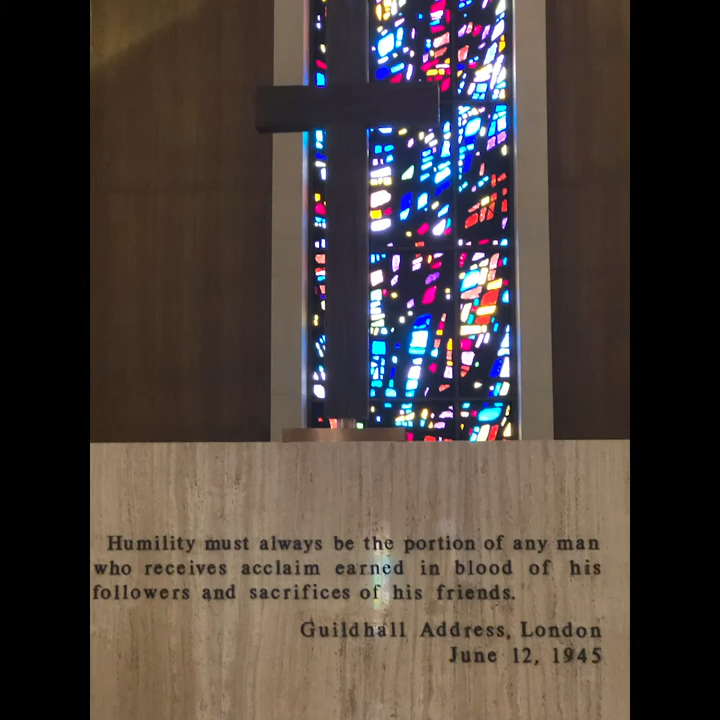 Humility must always be the portion of any man
who receives acclaim earned in blood of his
followers and sacrifices of his friends.
Guildhall Address, London
June 12, 1945